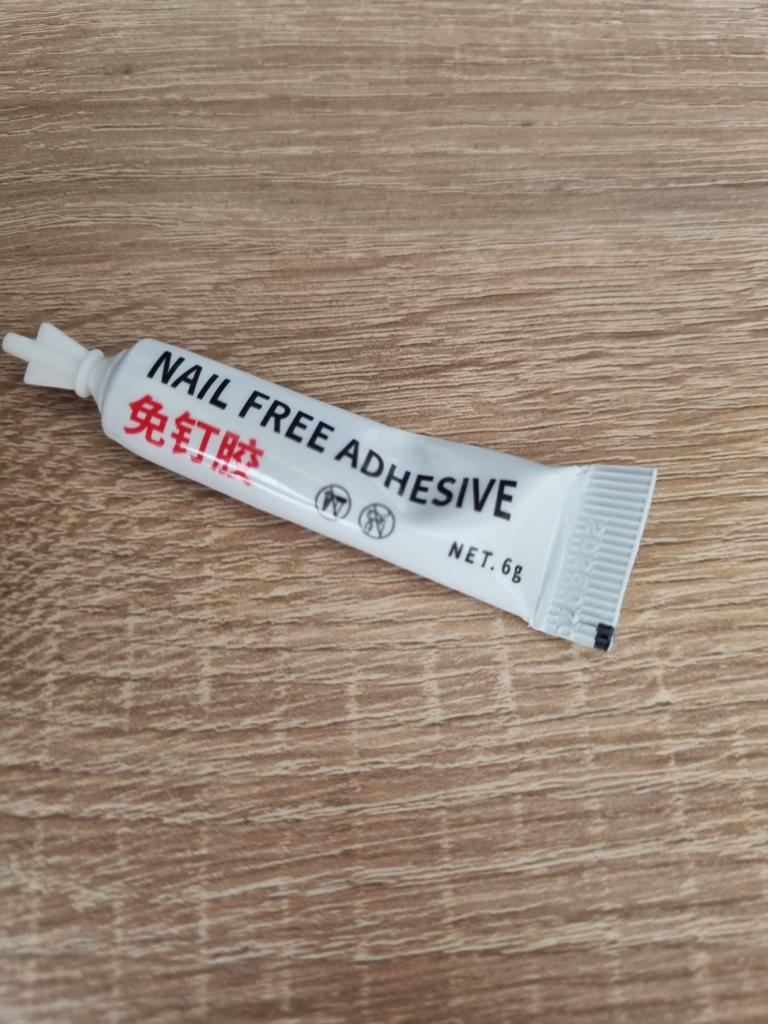 NAIL FREE ADHESIVE
免钉胶
NET. 6g